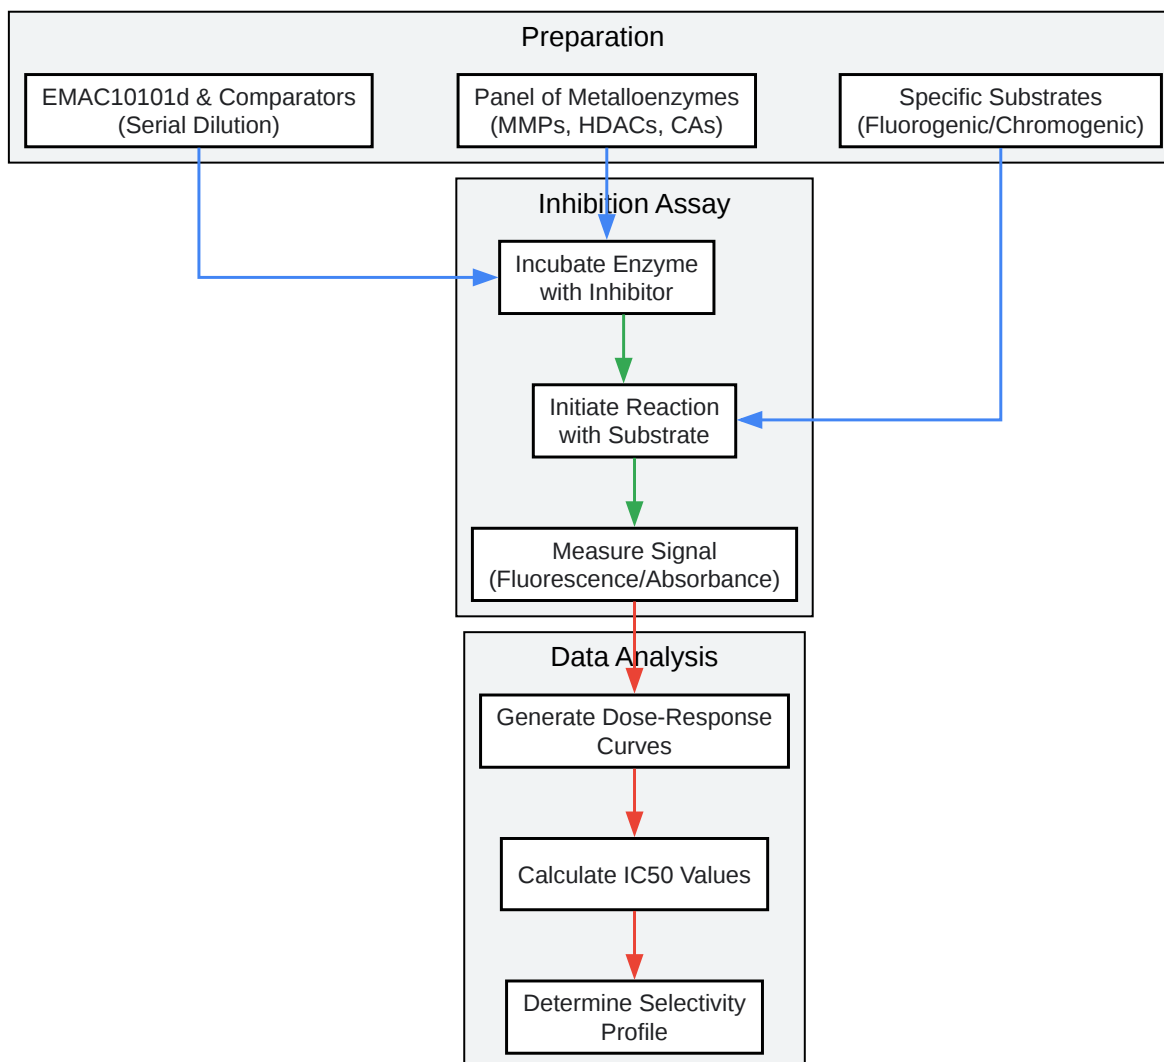 Preparation
EMAC10101d & Comparators
(Serial Dilution)
Panel of Metalloenzymes
(MMPs, HDACs, CAs)
Specific Substrates
(Fluorogenic/Chromogenic)
Inhibition Assay
Incubate Enzyme
with Inhibitor
Initiate Reaction
with Substrate
Measure Signal
(Fluorescence/Absorbance)
Data Analysis
Generate Dose-Response
Curves
Calculate IC50 Values
Determine Selectivity
Profile